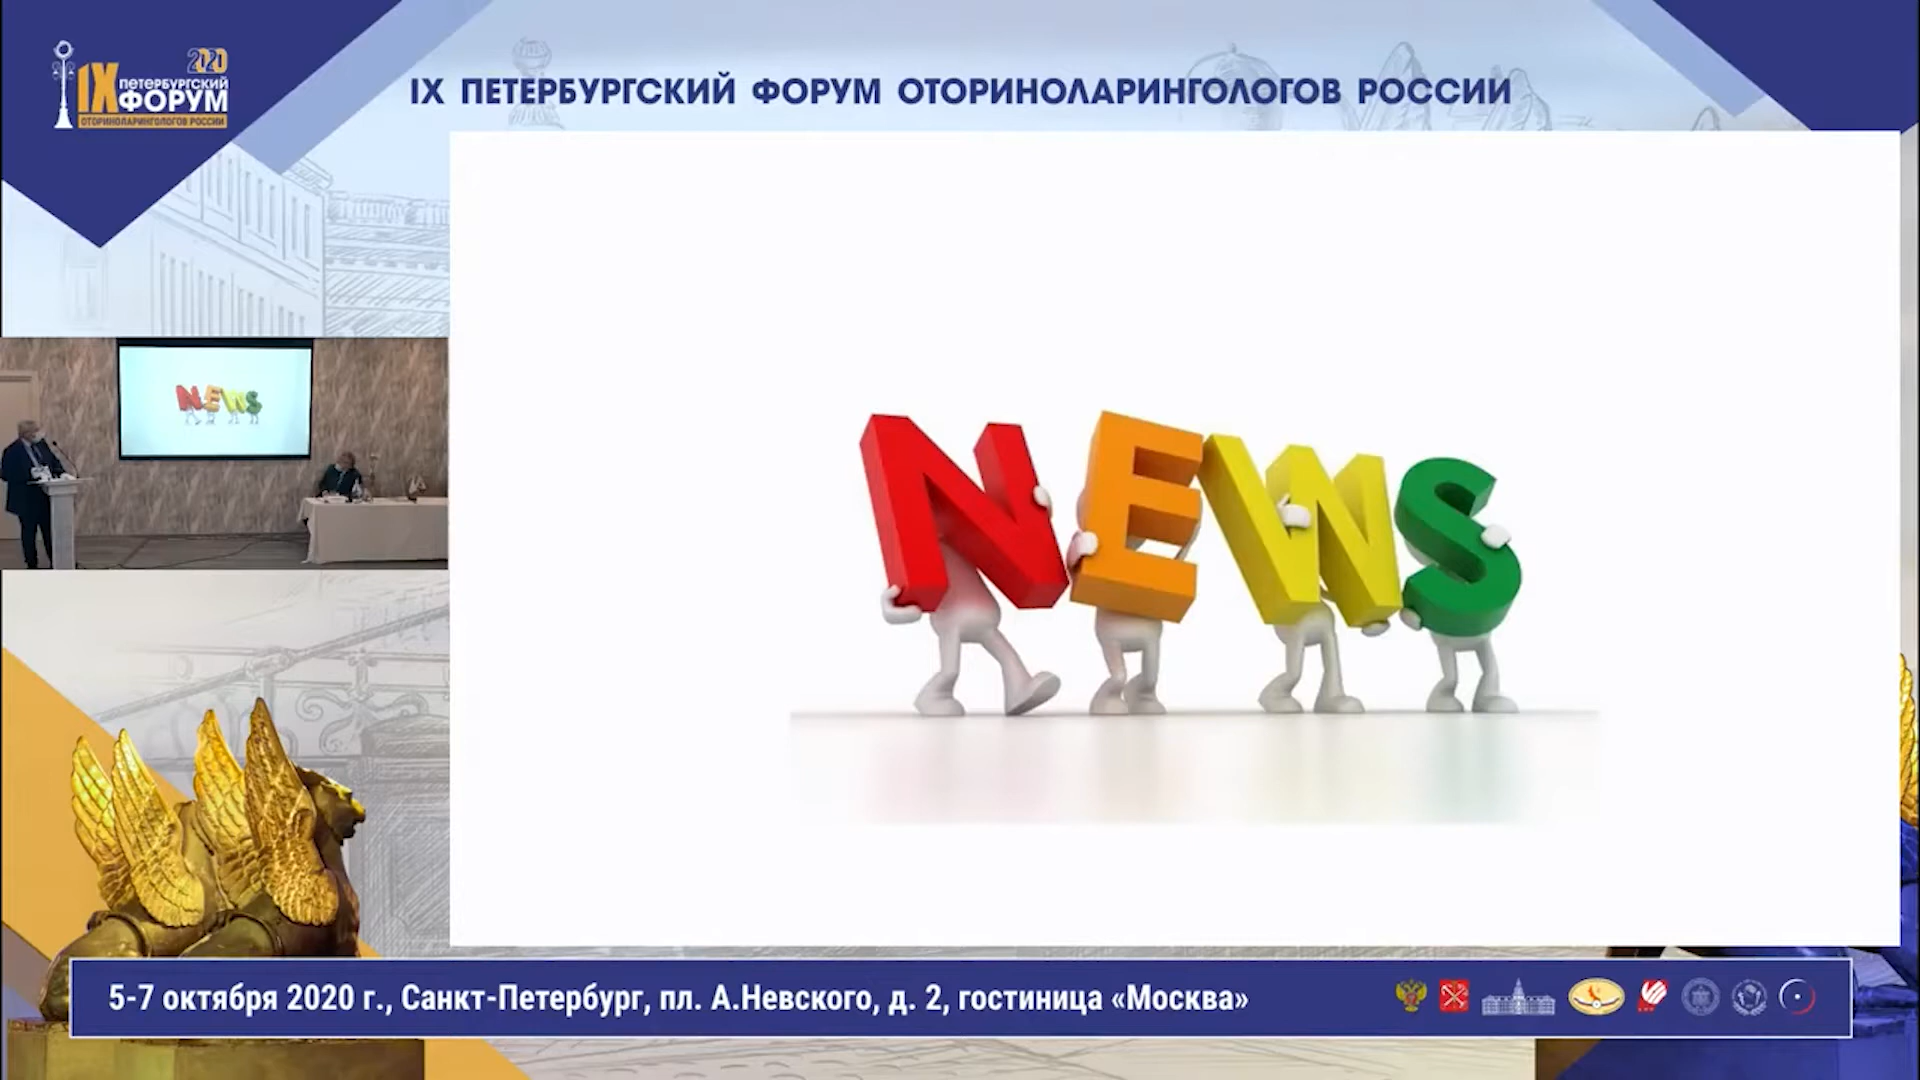 2020
IX ПЕТЕРБУРГСКИЙ
ФОРУМ
ОТОРИНОЛАРИНГОЛОГОВ РОССИИ
IX ПЕТЕРБУРГСКИЙ ФОРУМ ОТОРИНОЛАРИНГОЛОГОВ РОССИИ
NEWS
NEWS
5-7 октября 2020 г., Санкт-Петербург, пл. А.Невского, д. 2, гостиница «Москва»